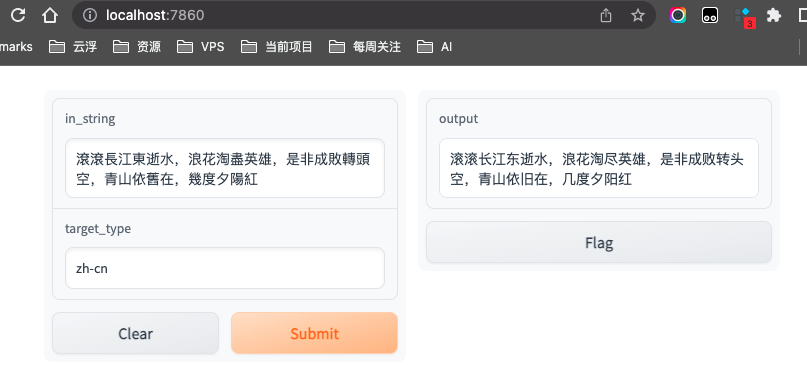 localhost:7860
3
marks
云浮
资源
VPS
当前项目
每周关注
AI
in_string
滾滾長江東逝水，浪花淘盡英雄，是非成敗轉頭
空，青山依舊在，幾度夕陽紅
target_type
zh-cn
Clear
Submit
output
滚滚长江东逝水，浪花淘尽英雄，是非成败转头
空，青山依旧在，几度夕阳红
Flag